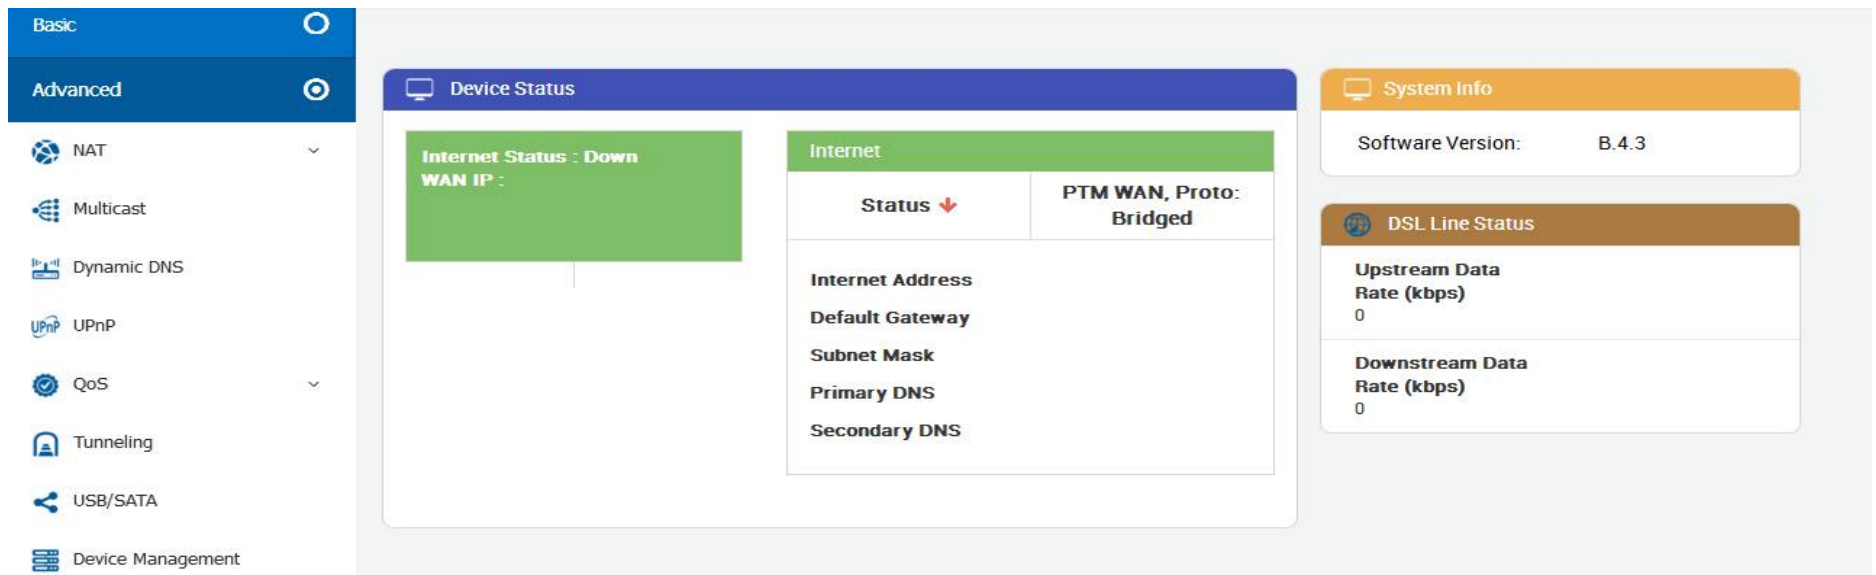 Basic
Advanced
NAT
Multicast
Dynamic DNS
UPnP UPnP
QoS
Tunneling
USB/SATA
Device Management
Device Status
Internet Status : Down
WAN IP :
Internet
Status
PTM WAN, Proto:
Bridged
Internet Address
Default Gateway
Subnet Mask
Primary DNS
Secondary DNS
System Info
Software Version: B.4.3
DSL Line Status
Upstream Data
Rate (kbps)
0
Downstream Data
Rate (kbps)
0